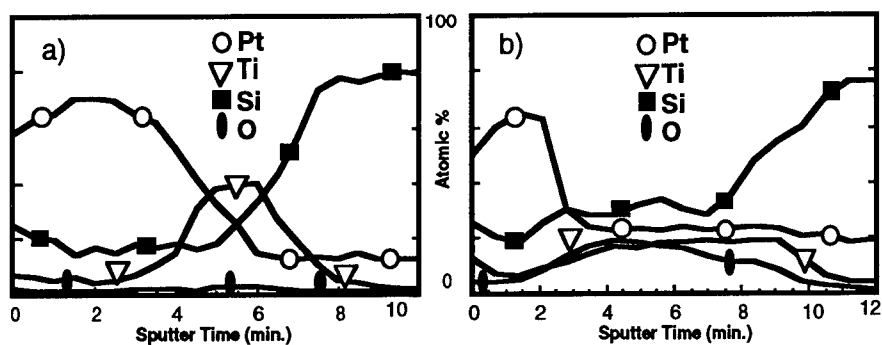 a)
Pt
Ti
Si
O
0 2 4 6 8 10
Sputter Time (min.)
100
Atomic %
0
b)
Pt
Ti
Si
O
0 2 4 6 8 10 12
Sputter Time (min.)